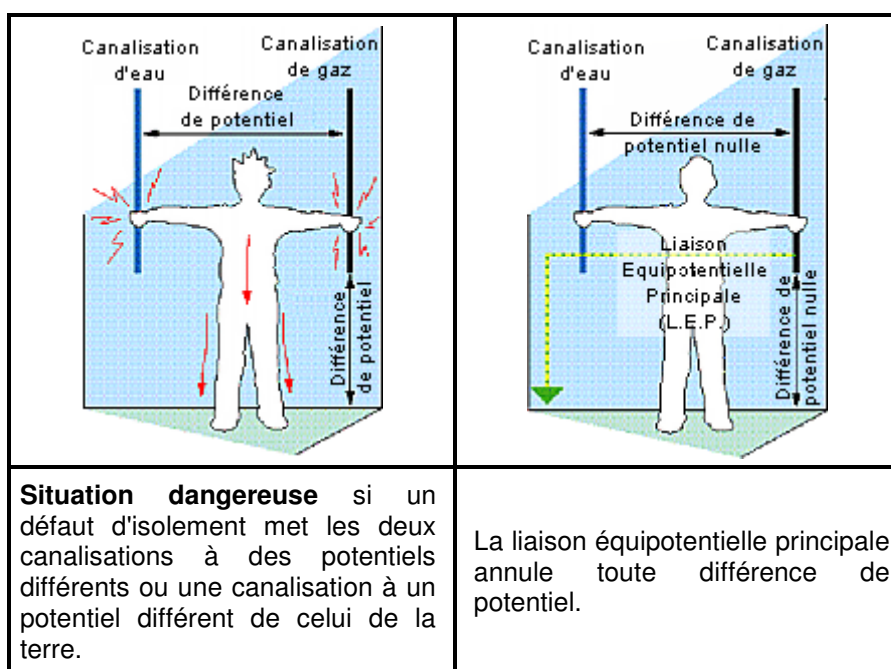 Canalisation
d'eau
Canalisation
de gaz
Différence
de potentiel
Différence
de potentiel
Situation dangereuse si un
défaut d'isolement met les deux
canalisations à des potentiels
différents ou une canalisation à un
potentiel différent de celui de la
terre.
Canalisation
d'eau
Canalisation
de gaz
Différence de
potentiel nulle
Liaison
Equipotentielle
Principale
(L.E.P.)
Différence de
potentiel nulle
La liaison équipotentielle principale
annule toute différence de
potentiel.